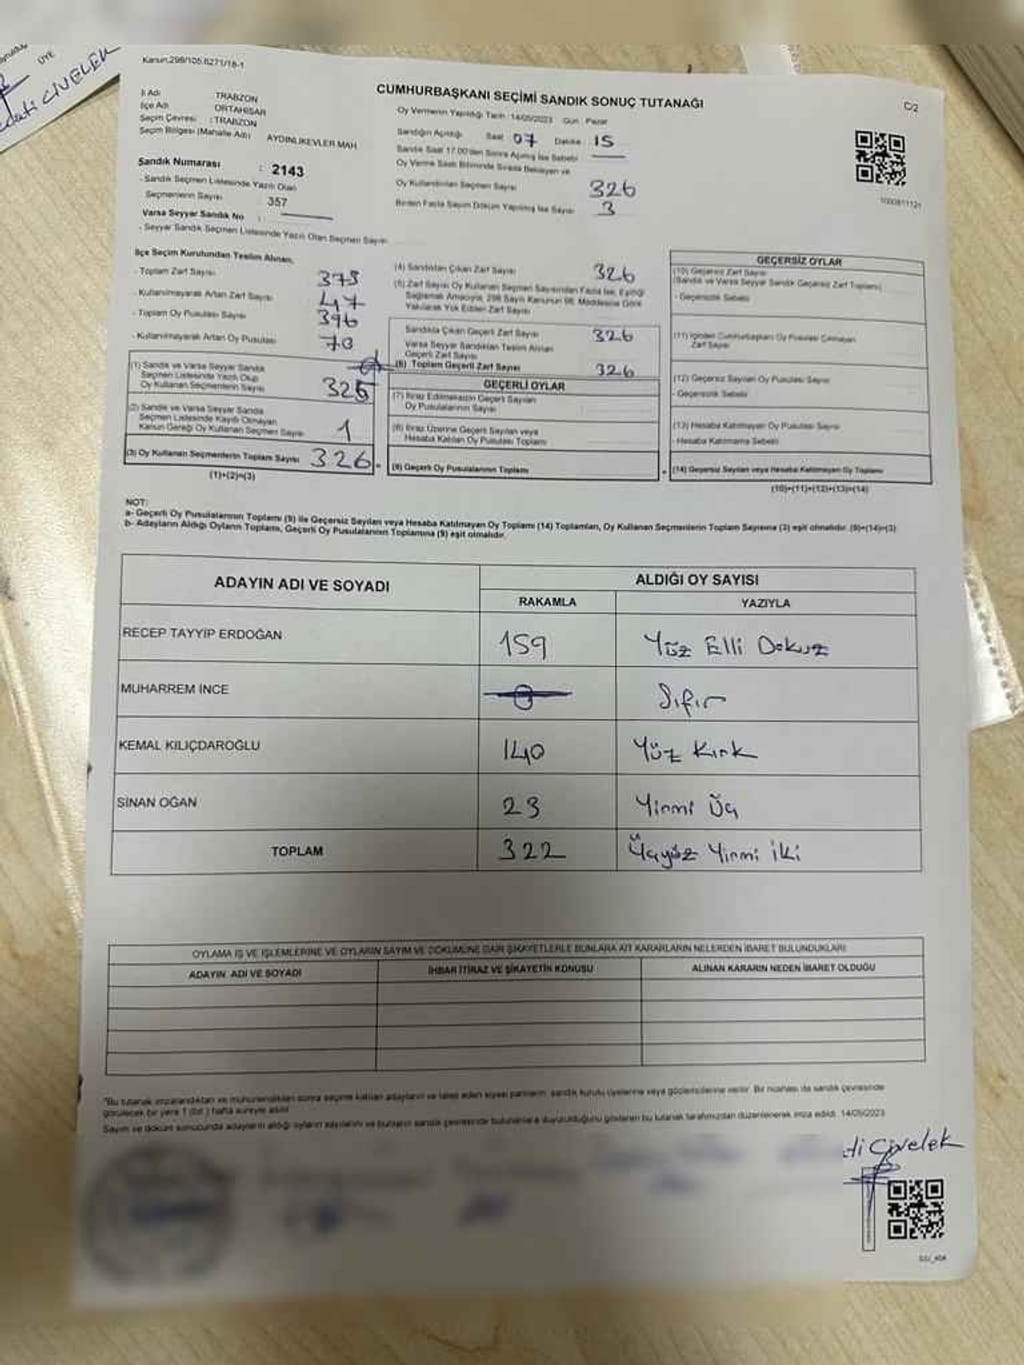 ÜYE
CİVELEK
Kanun,298/105.6271/18-1
CUMHURBAŞKANI SEÇİMİ SANDIK SONUÇ TUTANAĞI
C/2
İl Adı TRABZON
İlçe Adı ORTAHİSAR
Seçim Çevresi : TRABZON
Seçim Bölgesi (Mahalle Adı) AYDINLIKEVLER MAH
Sandık Numarası : 2143
- Sandık Seçmen Listesinde Yazılı Olan
Seçmenlerin Sayısı 357
Varsa Seyyar Sandık No :
- Seyyar Sandık Seçmen Listesinde Yazılı Olan Seçmen Sayısı
Oy Vermenin Yapıldığı Tarih : 14/05/2023 Gün : Pazar
Sandığın Açıldığı Saat 07 Dakika 15
Sandık Saat 17.00'den Sonra Açılmış İse Sebebi
Oy Verme Saati Bitiminde Sırada Bekleyen ve
Oy Kullandırılan Seçmen Sayısı 326
Birden Fazla Sayım Döküm Yapılmış İse Sayısı 3
1000811121
İlçe Seçim Kurulundan Teslim Alınan;
- Toplam Zarf Sayısı 373
- Kullanılmayarak Artan Zarf Sayısı 47
- Toplam Oy Pusulası Sayısı 396
- Kullanılmayarak Artan Oy Pusulası 70
(1) Sandık ve Varsa Seyyar Sandık
Seçmen Listesinde Yazılı Olup
Oy Kullanan Seçmenlerin Sayısı 325
(2) Sandık ve Varsa Seyyar Sandık
Seçmen Listesinde Kayıtlı Olmayan
Kanun Gereği Oy Kullanan Seçmen Sayısı 1
(3) Oy Kullanan Seçmenlerin Toplam Sayısı 326
(1)+(2)=(3)
(4) Sandıktan Çıkan Zarf Sayısı 326
(5) Zarf Sayısı Oy Kullanan Seçmen Sayısından Fazla İse, Eşitliği
Sağlamak Amacıyla, 298 Sayılı Kanunun 98. Maddesine Göre
Yakılarak Yok Edilen Zarf Sayısı
Sandıkta Çıkan Geçerli Zarf Sayısı 326
Varsa Seyyar Sandıktan Teslim Alınan
Geçerli Zarf Sayısı
(6) Toplam Geçerli Zarf Sayısı 326
GEÇERLİ OYLAR
(7) İtiraz Edilmeksizin Geçerli Sayılan
Oy Pusulalarının Sayısı
(8) İtiraz Üzerine Geçerli Sayılan veya
Hesaba Katılan Oy Pusulası Toplamı
(9) Geçerli Oy Pusulalarının Toplamı
GEÇERSİZ OYLAR
(10) Geçersiz Zarf Sayısı
(Sandık ve Varsa Seyyar Sandık Geçersiz Zarf Toplamı)
- Geçersizlik Sebebi
(11) İçinden Cumhurbaşkanı Oy Pusulası Çıkmayan
Zarf Sayısı
(12) Geçersiz Sayılan Oy Pusulası Sayısı
- Geçersizlik Sebebi
(13) Hesaba Katılmayan Oy Pusulası Sayısı
- Hesaba Katılmama Sebebi
(14) Geçersiz Sayılan veya Hesaba Katılmayan Oy Toplamı
(10)+(11)+(12)+(13)=(14)
NOT:
a- Geçerli Oy Pusulalarının Toplamı (9) ile Geçersiz Sayılan veya Hesaba Katılmayan Oy Toplamı (14) Toplamları, Oy Kullanan Seçmenlerin Toplam Sayısına (3) eşit olmalıdır. (9)+(14)=(3)
b- Adayların Aldığı Oyların Toplamı, Geçerli Oy Pusulalarının Toplamına (9) eşit olmalıdır.
ADAYIN ADI VE SOYADI
ALDIĞI OY SAYISI
RAKAMLA YAZIYLA
RECEP TAYYİP ERDOĞAN 159 Yüz Elli Dokuz
MUHARREM İNCE 0 Sıfır
KEMAL KILIÇDAROĞLU 140 Yüz Kırk
SİNAN OĞAN 23 Yirmi Üç
TOPLAM 322 Üçyüz Yirmi İki
OYLAMA İŞ VE İŞLEMLERİNE VE OYLARIN SAYIM VE DÖKÜMÜNE DAİR ŞİKAYETLERLE BUNLARA AİT KARARLARIN NELERDEN İBARET BULUNDUKLARI
ADAYIN ADI VE SOYADI İHBAR İTİRAZ VE ŞİKAYETİN KONUSU ALINAN KARARIN NEDEN İBARET OLDUĞU
"Bu tutanak imzalandıktan ve mühürlendikten sonra seçime katılan adayların ve talep eden siyasi partilerin sandık kurulu üyelerine veya gözlemcilerine verilir. Bir nüshası da sandık çevresinde
görülecek bir yere 1 (bir) hafta süreyle asılır.
Sayım ve döküm sonucunda adayların aldığı oyların sayılarını ve bunların sandık çevresinde bulunanlara duyurulduğunu gösteren bu tutanak tarafımızdan düzenlenerek imza edildi. 14/05/2023
di Civelek